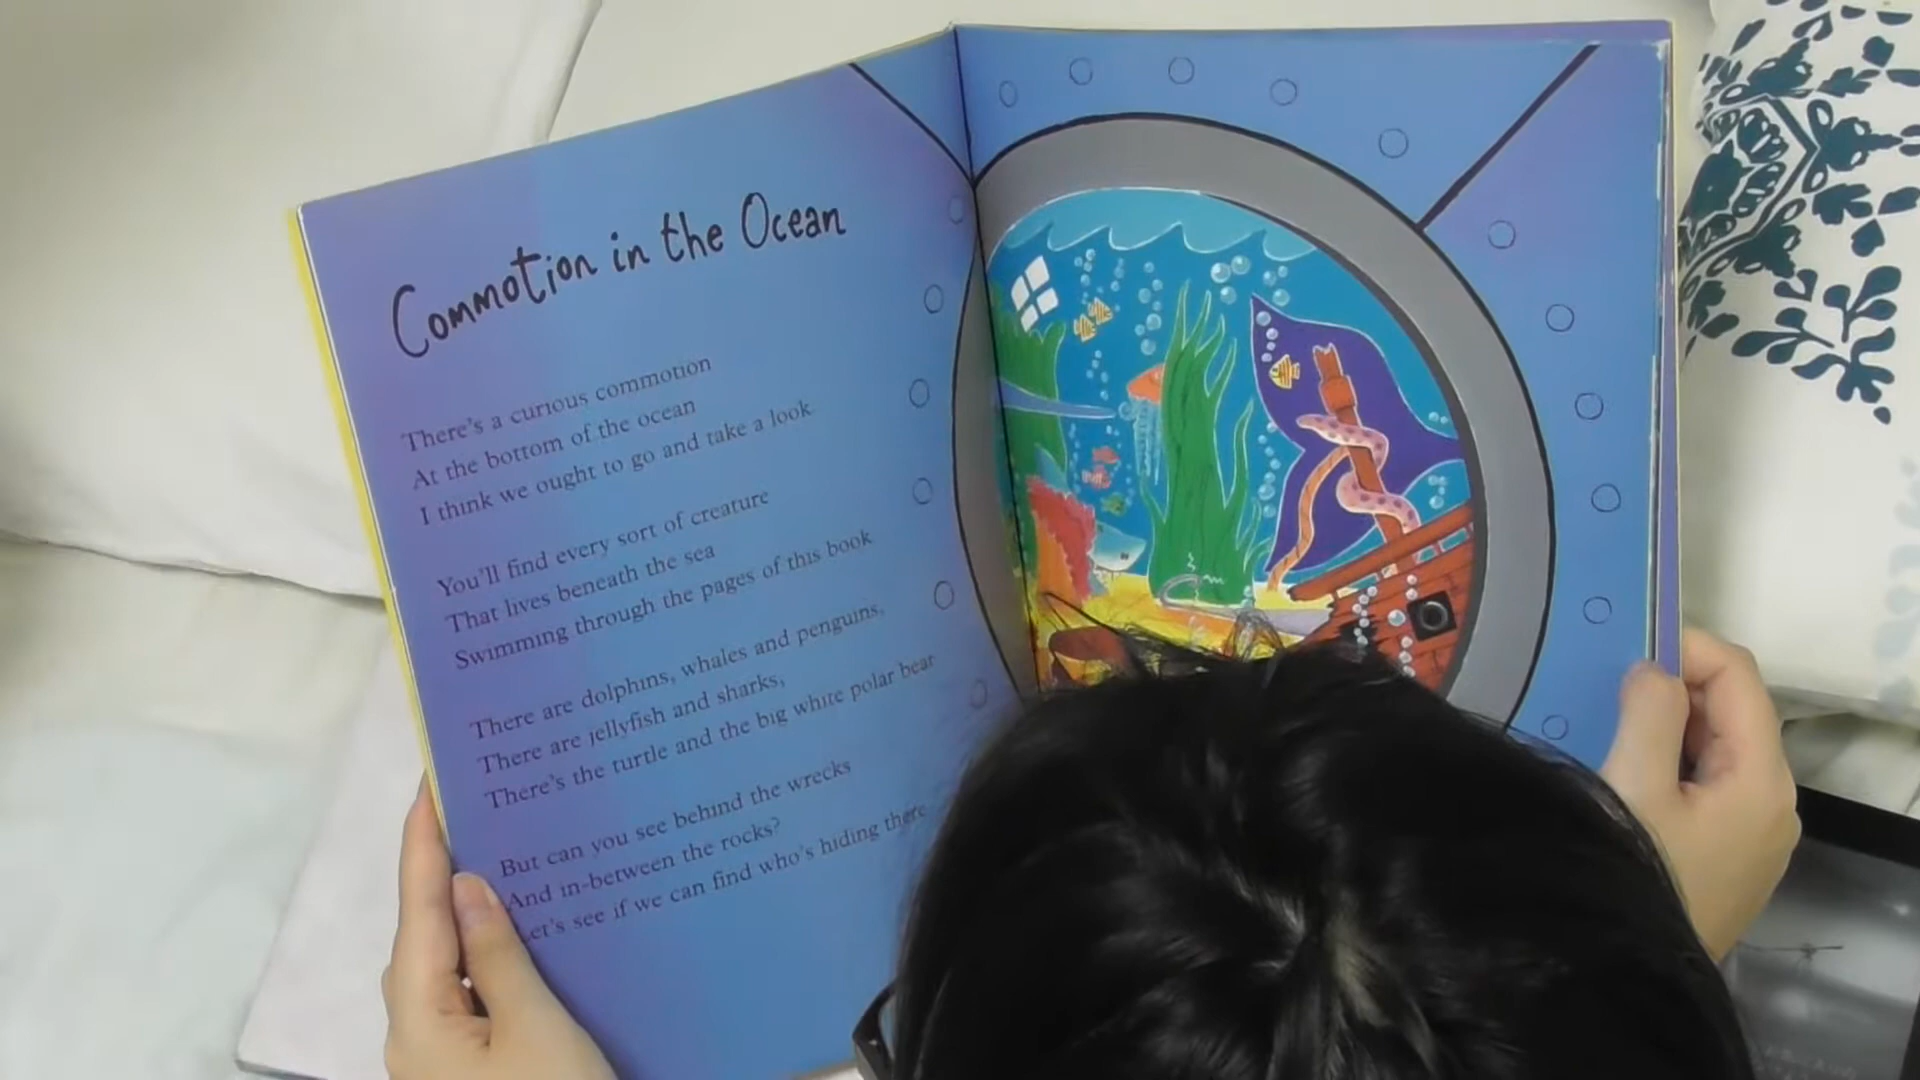 Commotion in the Ocean
There's a curious commotion
At the bottom of the ocean
I think we ought to go and take a look
You'll find every sort of creature
That lives beneath the sea
Swimming through the pages of this book
There are dolphins, whales and penguins,
There are jellyfish and sharks,
There's the turtle and the big white polar bear
But can you see behind the wrecks
And in-between the rocks?
Let's see if we can find who's hiding there